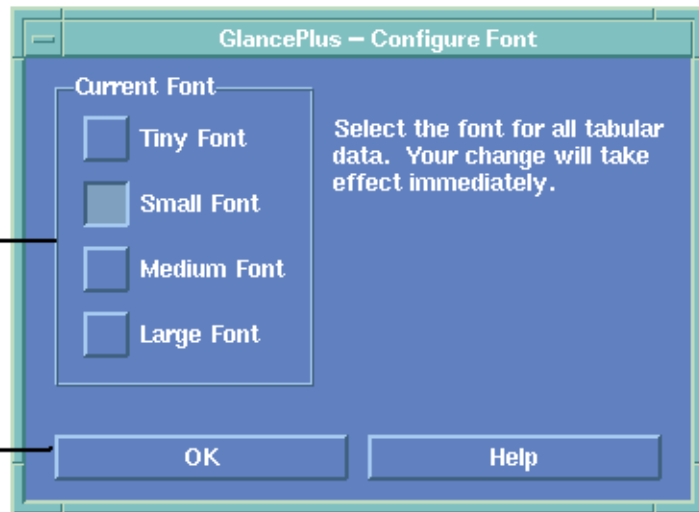 GlancePlus – Configure Font
Current Font
Tiny Font
Small Font
Medium Font
Large Font
Select the font for all tabular
data.  Your change will take
effect immediately.
OK
Help